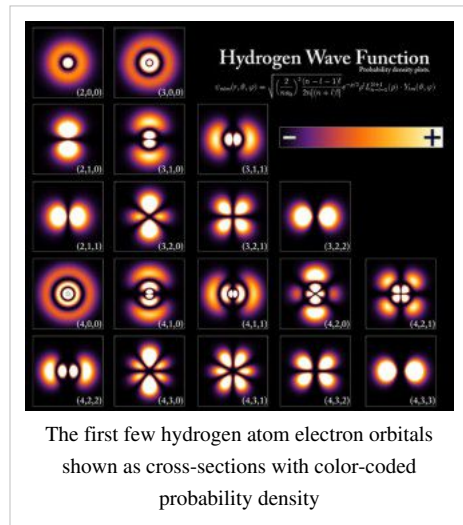 Hydrogen Wave Function
Probability density plots.
− +
(2,0,0) (3,0,0)
(2,1,0) (3,1,0) (3,1,1)
(2,1,1) (3,2,0) (3,2,1) (3,2,2)
(4,0,0) (4,1,0) (4,1,1) (4,2,0) (4,2,1)
(4,2,2) (4,3,0) (4,3,1) (4,3,2) (4,3,3)
The first few hydrogen atom electron orbitals
shown as cross-sections with color-coded
probability density